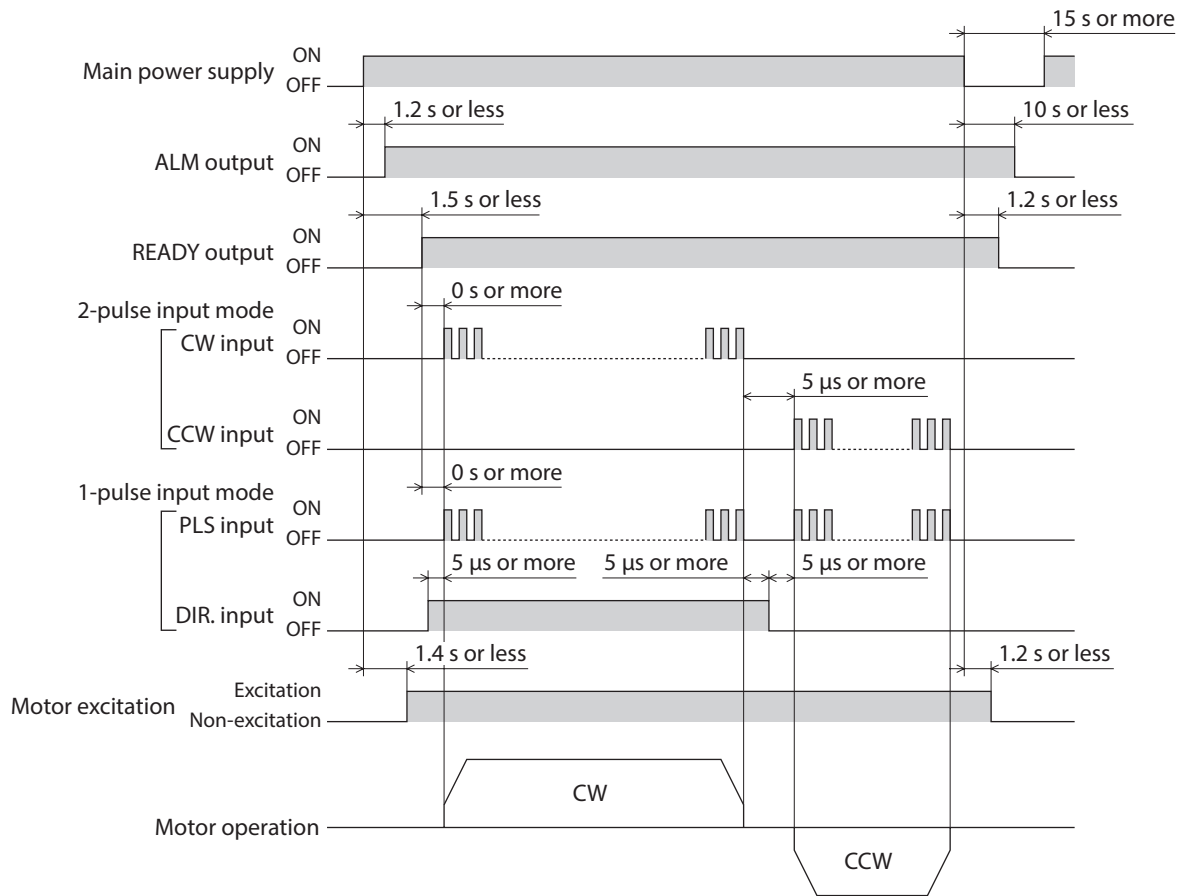 15 s or more
ON
Main power supply
OFF
1.2 s or less
10 s or less
ON
ALM output
OFF
1.5 s or less
1.2 s or less
ON
READY output
OFF
0 s or more
2-pulse input mode
ON
CW input
OFF
5 µs or more
ON
CCW input
OFF
0 s or more
1-pulse input mode
ON
PLS input
OFF
5 µs or more 5 µs or more 5 µs or more
ON
DIR. input
OFF
1.4 s or less
1.2 s or less
Excitation
Motor excitation
Non-excitation
CW
Motor operation
CCW